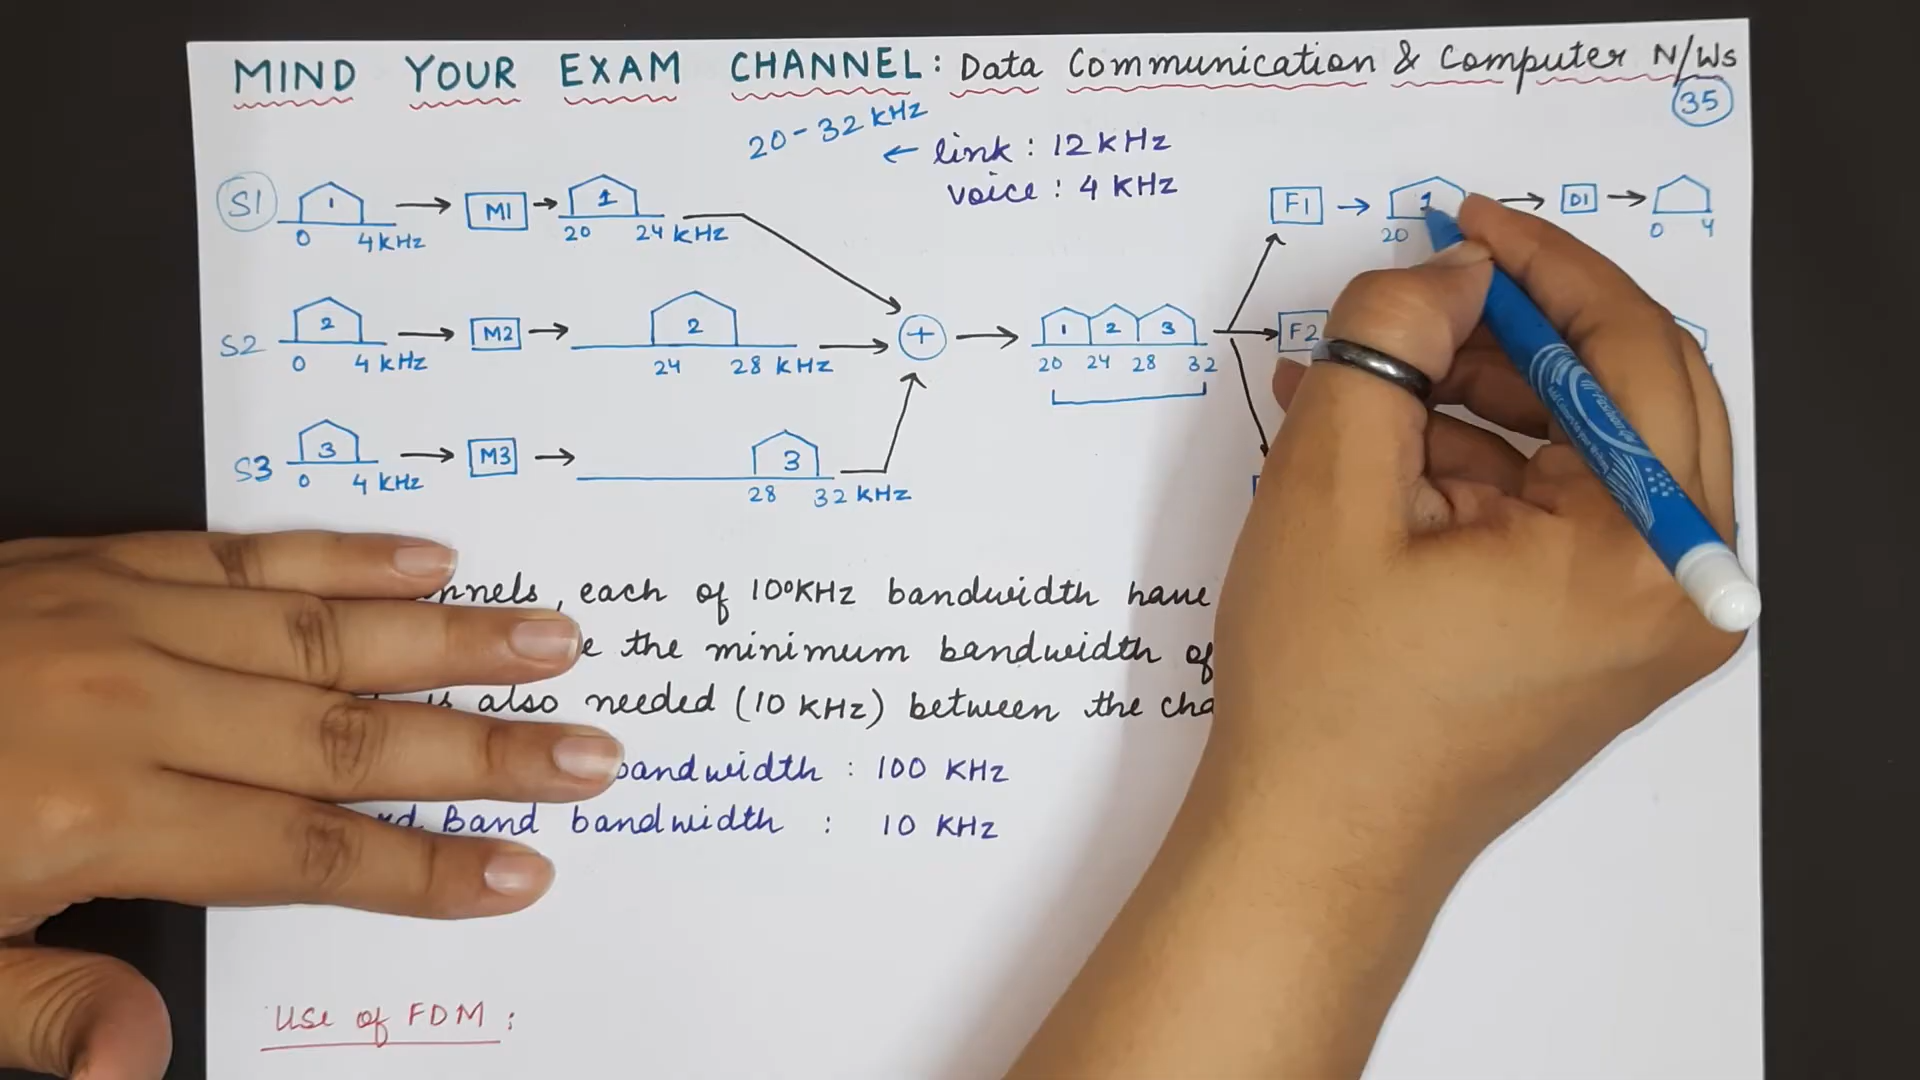 MIND YOUR EXAM CHANNEL: Data Communication & Computer N/Ws
35
20-32 KHz
← link : 12 KHz
voice : 4 KHz
S1 1 → M1 → 1 F1 → 1 → D1 →
0 4 KHz 20 24 KHz 20 0 4
S2 2 → M2 → 2 → + → 1 2 3 → F2
0 4 KHz 24 28 KHz 20 24 28 32
S3 3 → M3 → 3
0 4 KHz 28 32 KHz
, each of 100KHz bandwidth have
the minimum bandwidth of
also needed (10 KHz) between the
bandwidth : 100 KHz
Band bandwidth : 10 KHz
Use of FDM :